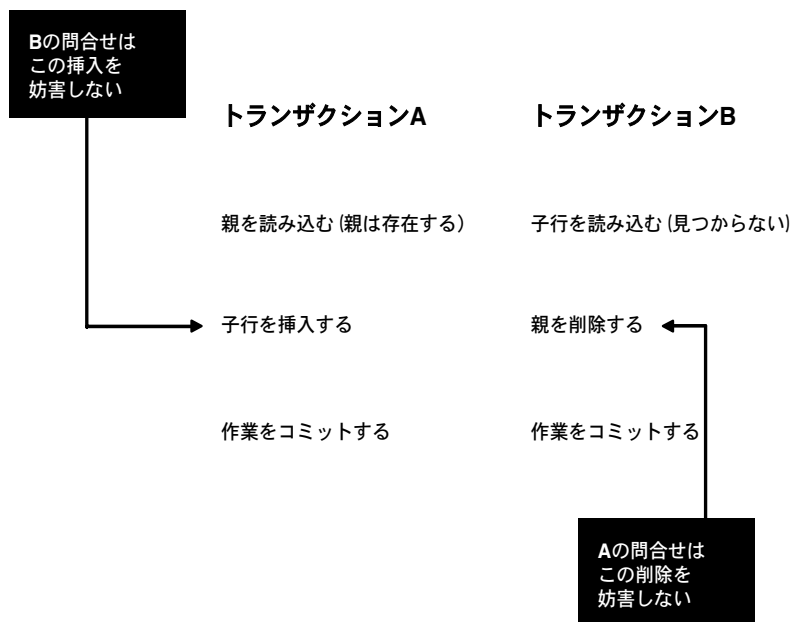 Bの問合せは
この挿入を
妨害しない
トランザクションA
トランザクションB
親を読み込む (親は存在する)
子行を読み込む (見つからない)
子行を挿入する
親を削除する
作業をコミットする
作業をコミットする
Aの問合せは
この削除を
妨害しない